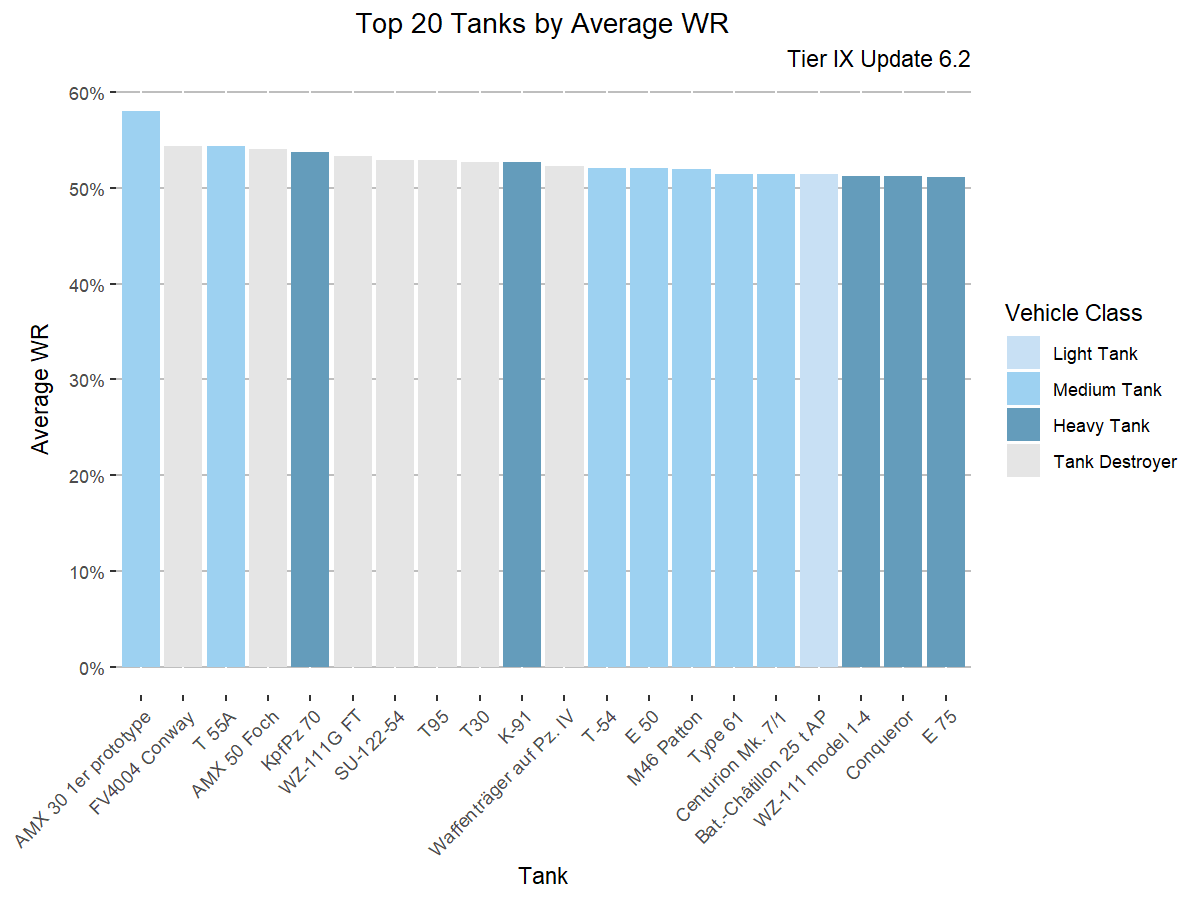 Top 20 Tanks by Average WR
Tier IX Update 6.2
60%
50%
40%
30%
20%
10%
0%
Average WR
AMX 30 1er prototype
FV4004 Conway
T 55A
AMX 50 Foch
KpfPz 70
WZ-111G FT
SU-122-54
T95
T30
K-91
Waffenträger auf Pz. IV
T-54
E 50
M46 Patton
Type 61
Centurion Mk. 7/1
Bat.-Châtillon 25 t AP
WZ-111 model 1-4
Conqueror
E 75
Tank
Vehicle Class
Light Tank
Medium Tank
Heavy Tank
Tank Destroyer